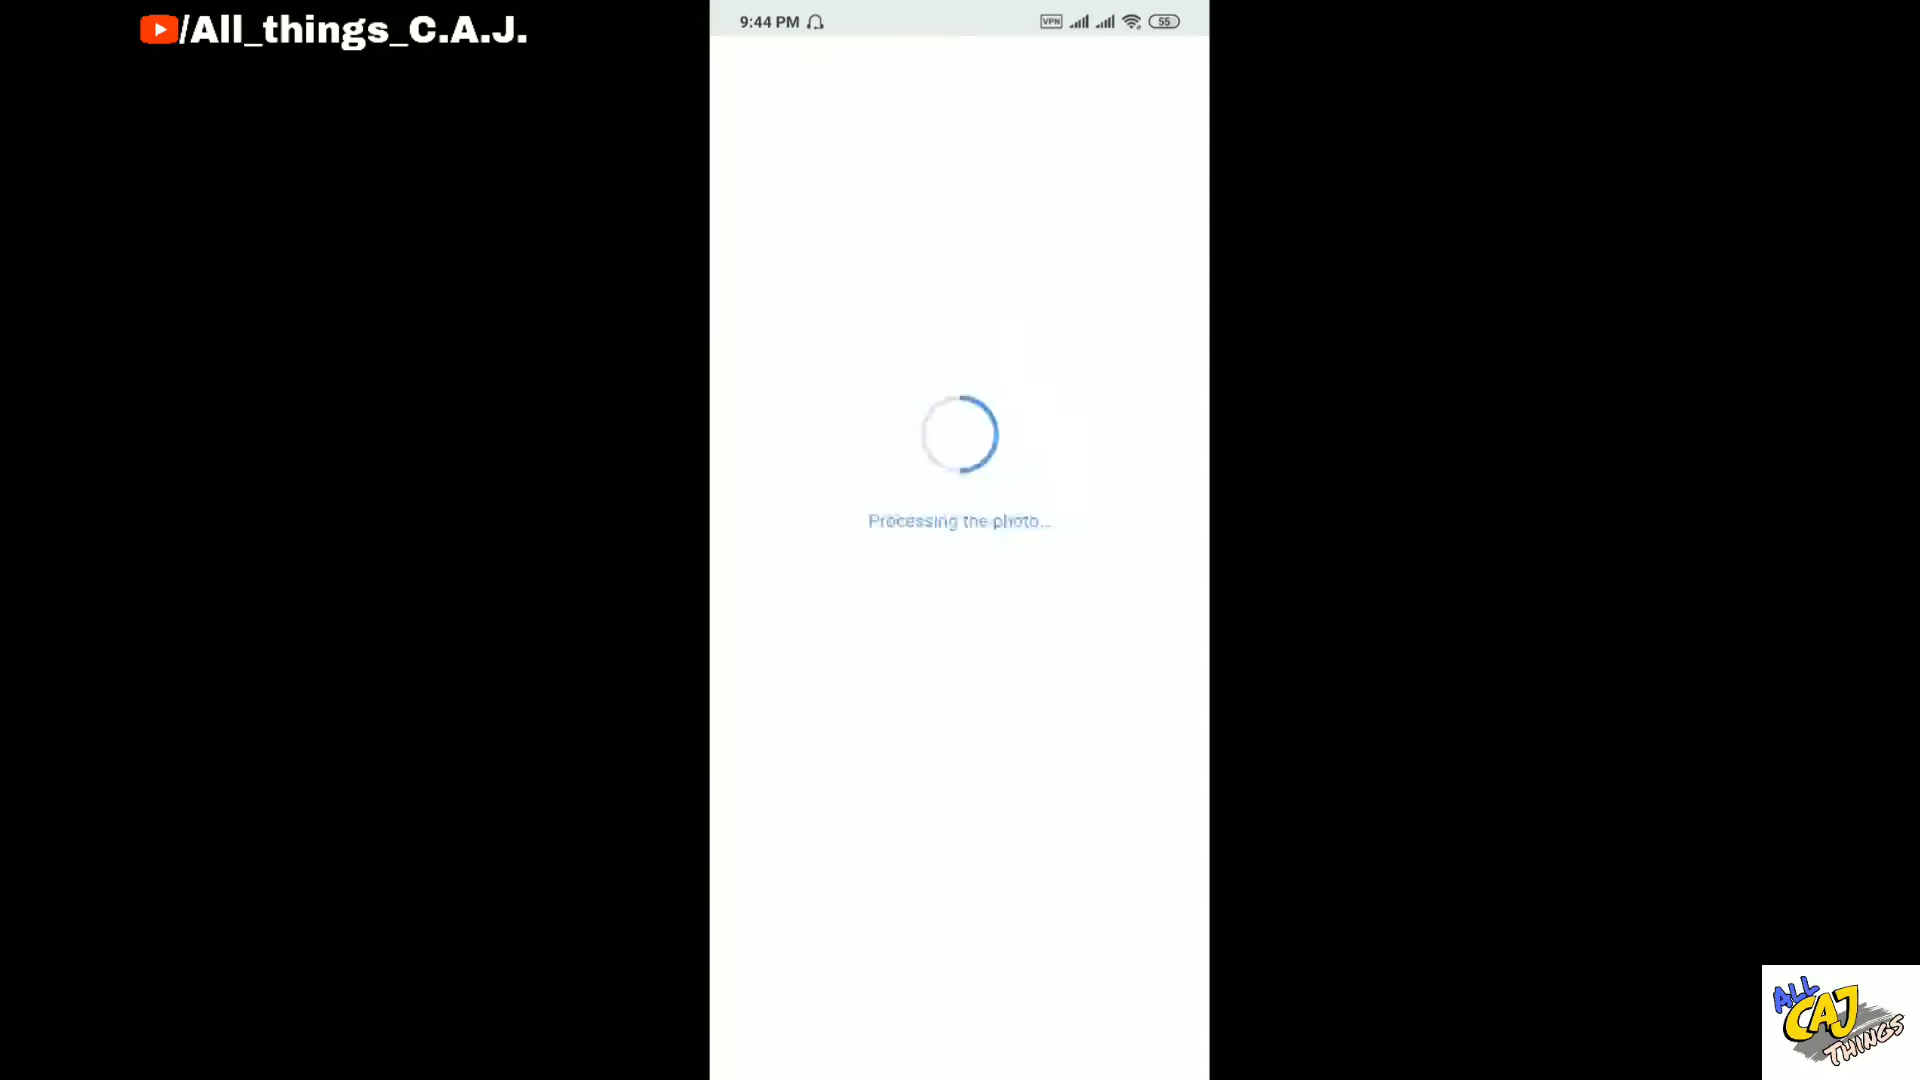 /All_things_C.A.J.
9:44 PM VPN 55
Processing the photo...
ALL
CAJ
THINGS